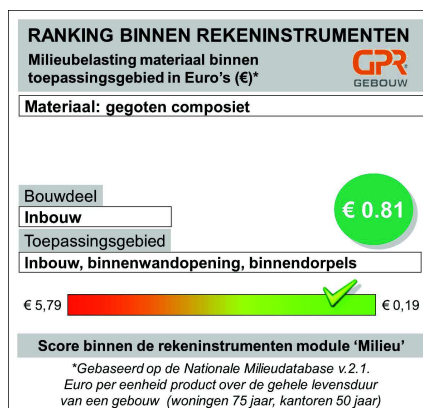 RANKING BINNEN REKENINSTRUMENTEN
Milieubelasting materiaal binnen
toepassingsgebied in Euro's (€)*
GPR
GEBOUW
Materiaal: gegoten composiet
Bouwdeel
Inbouw
€ 0.81
Toepassingsgebied
Inbouw, binnenwandopening, binnendorpels
€ 5,79
€ 0,19
Score binnen de rekeninstrumenten module ‘Milieu’
*Gebaseerd op de Nationale Milieudatabase v.2.1.
Euro per eenheid product over de gehele levensduur
van een gebouw (woningen 75 jaar, kantoren 50 jaar)